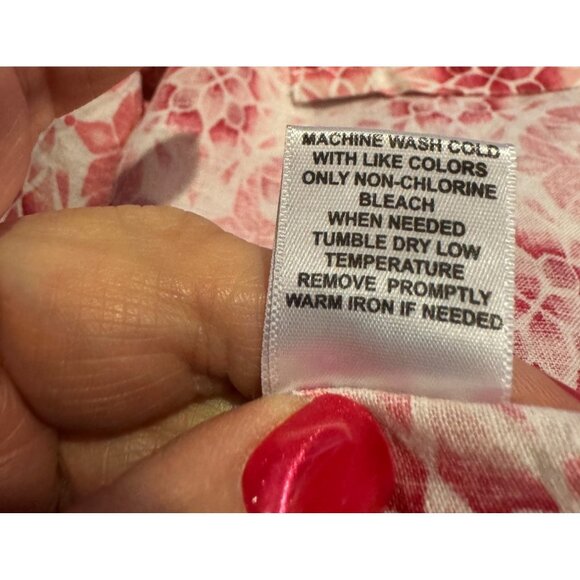 MACHINE WASH COLD
WITH LIKE COLORS
ONLY NON-CHLORINE
BLEACH
WHEN NEEDED
TUMBLE DRY LOW
TEMPERATURE
REMOVE PROMPTLY
WARM IRON IF NEEDED